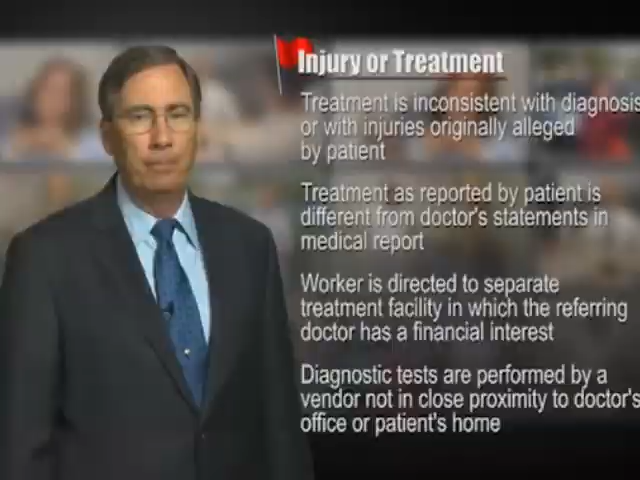 Injury or Treatment
Treatment is inconsistent with diagnosis
or with injuries originally alleged
by patient
Treatment as reported by patient is
different from doctor's statements in
medical report
Worker is directed to separate
treatment facility in which the referring
doctor has a financial interest
Diagnostic tests are performed by a
vendor not in close proximity to doctor's
office or patient's home